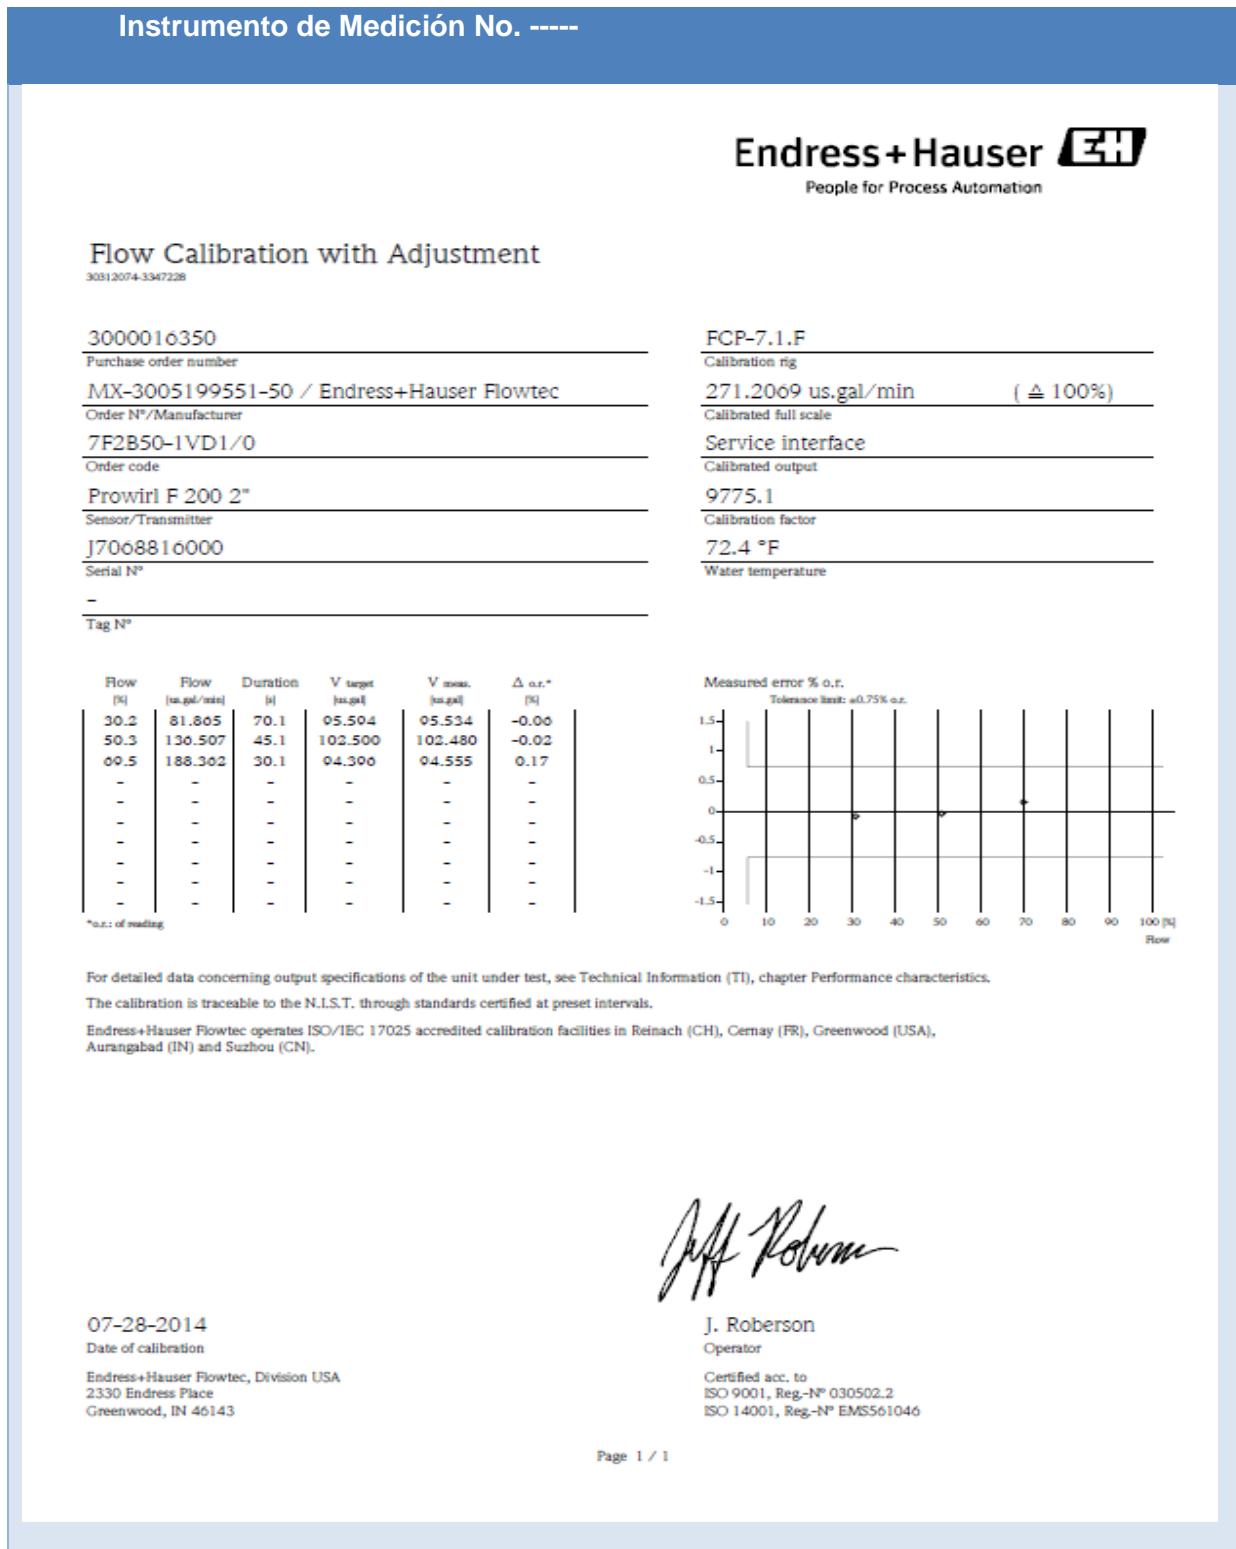 Instrumento de Medición No. -----
Endress+Hauser EH
People for Process Automation
Flow Calibration with Adjustment
30312074-3347228
3000016350
Purchase order number
MX-3005199551-50 / Endress+Hauser Flowtec
Order N°/Manufacturer
7F2B50-1VD1/0
Order code
Prowirl F 200 2"
Sensor/Transmitter
J7068816000
Serial N°
-
Tag N°
FCP-7.1.F
Calibration rig
271.2069 us.gal/min ( ≙ 100%)
Calibrated full scale
Service interface
Calibrated output
9775.1
Calibration factor
72.4 °F
Water temperature
Flow Flow Duration V target V meas. Δ o.r.*
[%] [us.gal/min] [s] [us.gal] [us.gal] [%]
30.2 81.865 70.1 95.594 95.534 -0.06
50.3 136.507 45.1 102.500 102.480 -0.02
69.5 188.362 30.1 94.396 94.555 0.17
- - - - - -
- - - - - -
- - - - - -
- - - - - -
- - - - - -
- - - - - -
- - - - - -
*o.r.: of reading
Measured error % o.r.
Tolerance limit: ±0.75% o.r.
1.5
1
0.5
0
-0.5
-1
-1.5
0 10 20 30 40 50 60 70 80 90 100 [%]
Flow
For detailed data concerning output specifications of the unit under test, see Technical Information (TI), chapter Performance characteristics.
The calibration is traceable to the N.I.S.T. through standards certified at preset intervals.
Endress+Hauser Flowtec operates ISO/IEC 17025 accredited calibration facilities in Reinach (CH), Cernay (FR), Greenwood (USA),
Aurangabad (IN) and Suzhou (CN).
07-28-2014
Date of calibration
Endress+Hauser Flowtec, Division USA
2330 Endress Place
Greenwood, IN 46143
Jeff Roberson
J. Roberson
Operator
Certified acc. to
ISO 9001, Reg.-N° 030502.2
ISO 14001, Reg.-N° EMS561046
Page 1 / 1